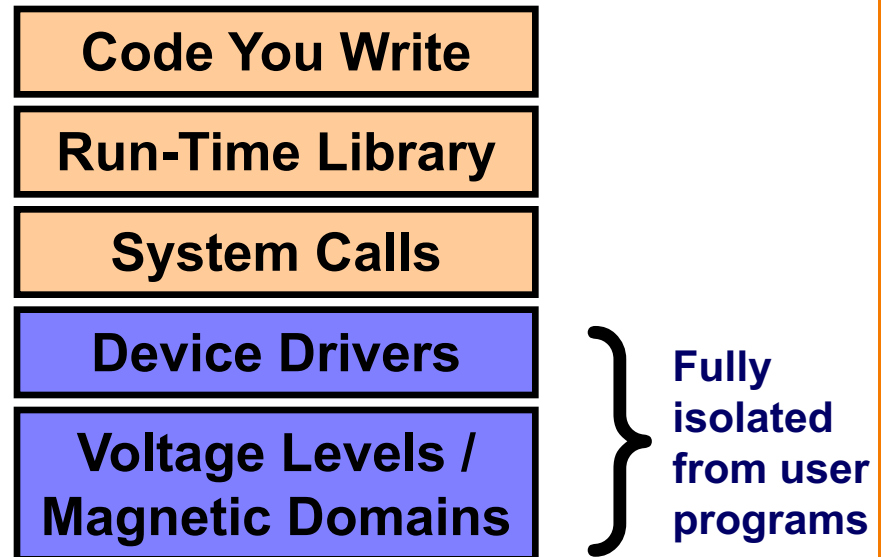 Code You Write
Run-Time Library
System Calls
Device Drivers
Voltage Levels /
Magnetic Domains
Fully
isolated
from user
programs